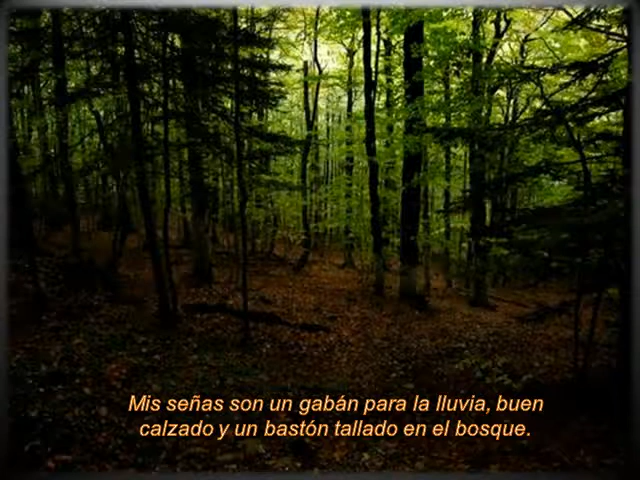 Mis señas son un gabán para la lluvia, buen
calzado y un bastón tallado en el bosque.